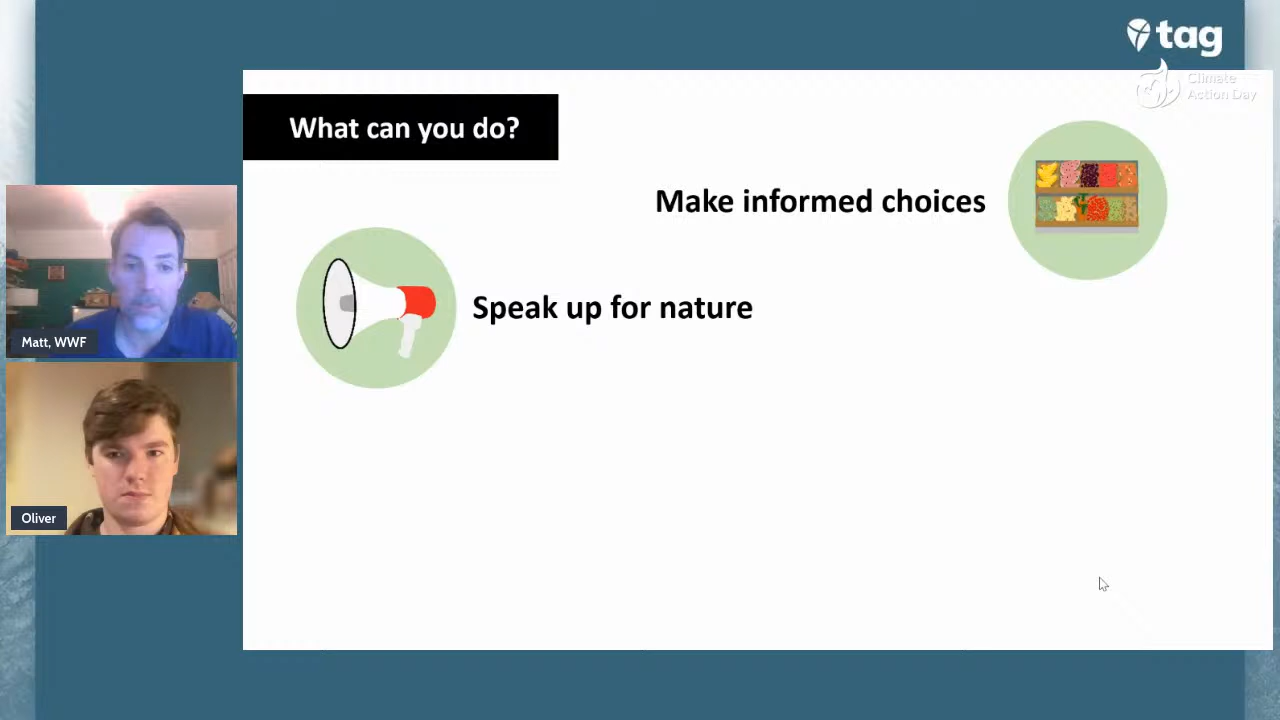 tag
Climate
Action Day
What can you do?
Make informed choices
Speak up for nature
Matt, WWF
Oliver